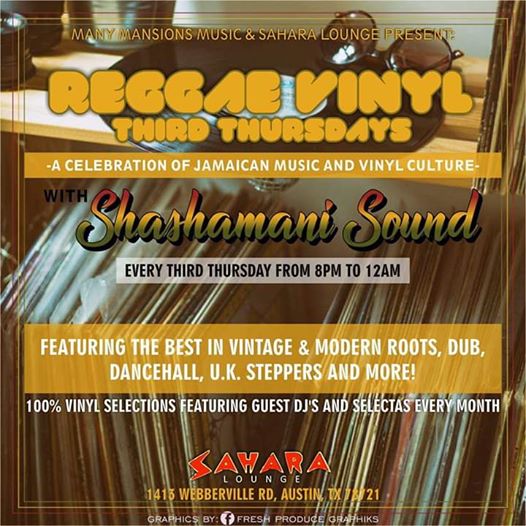 MANY MANSIONS MUSIC & SAHARA LOUNGE PRESENT:
REGGAE VINYL
THIRD THURSDAYS
-A CELEBRATION OF JAMAICAN MUSIC AND VINYL CULTURE-
WITH Shashamani Sound
EVERY THIRD THURSDAY FROM 8PM TO 12AM
FEATURING THE BEST IN VINTAGE & MODERN ROOTS, DUB,
DANCEHALL, U.K. STEPPERS AND MORE!
100% VINYL SELECTIONS FEATURING GUEST DJ'S AND SELECTAS EVERY MONTH
SAHARA
LOUNGE
1413 WEBBERVILLE RD, AUSTIN, TX 78721
GRAPHICS BY: f FRESH PRODUCE GRAPHIKS